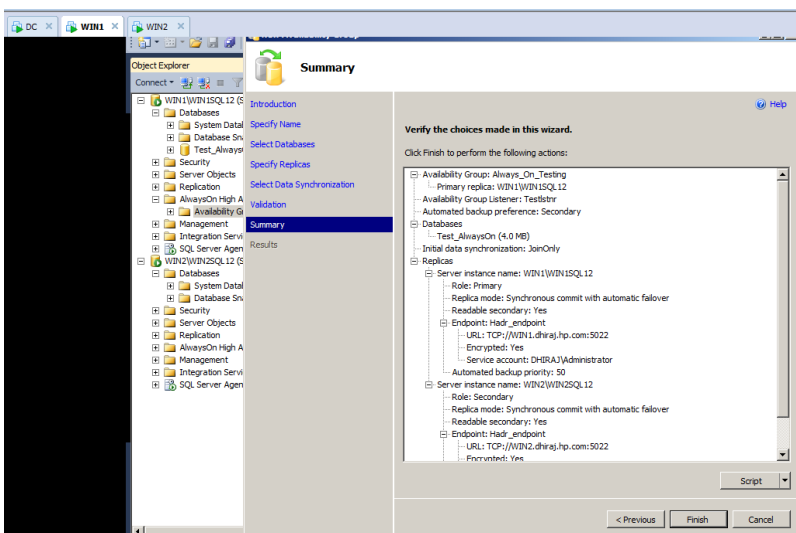 DC
WIN1
WIN2
Object Explorer
Connect
WIN1\WIN1SQL12 (S
Databases
System Datab
Database Sna
Test_Always
Security
Server Objects
Replication
AlwaysOn High A
Availability G
Management
Integration Servi
SQL Server Agen
WIN2\WIN2SQL12 (S
Databases
System Datab
Database Sna
Security
Server Objects
Replication
AlwaysOn High A
Management
Integration Servi
SQL Server Agen
Summary
Introduction
Specify Name
Select Databases
Specify Replicas
Select Data Synchronization
Validation
Summary
Results
Help
Verify the choices made in this wizard.
Click Finish to perform the following actions:
Availability Group: Always_On_Testing
Primary replica: WIN1\WIN1SQL12
Availability Group Listener: Testlstnr
Automated backup preference: Secondary
Databases
Test_AlwaysOn (4.0 MB)
Initial data synchronization: JoinOnly
Replicas
Server instance name: WIN1\WIN1SQL12
Role: Primary
Replica mode: Synchronous commit with automatic failover
Readable secondary: Yes
Endpoint: Hadr_endpoint
URL: TCP://WIN1.dhiraj.hp.com:5022
Encrypted: Yes
Service account: DHIRAJ\Administrator
Automated backup priority: 50
Server instance name: WIN2\WIN2SQL12
Role: Secondary
Replica mode: Synchronous commit with automatic failover
Readable secondary: Yes
Endpoint: Hadr_endpoint
URL: TCP://WIN2.dhiraj.hp.com:5022
Encrypted: Yes
Script
< Previous
Finish
Cancel